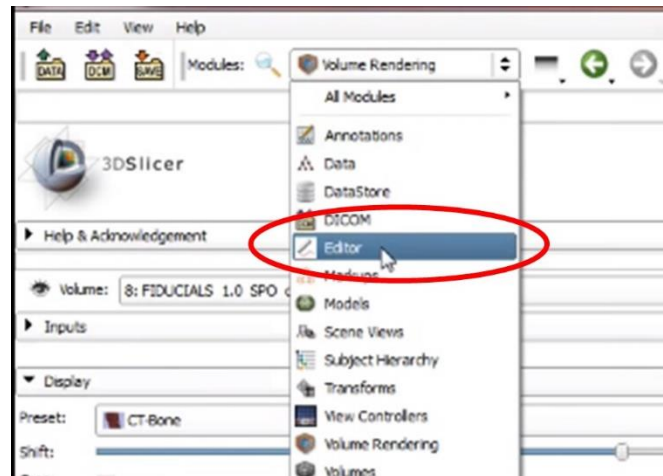 File Edit View Help
DATA DCM SAVE Modules: Volume Rendering
All Modules
Annotations
3DSlicer
Data
DataStore
DICOM
Help & Acknowledgement
Editor
Markups
Volume: 8: FIDUCIALS 1.0 SPO
Models
Inputs
Scene Views
Subject Hierarchy
Display
Transforms
Preset: CT-Bone
View Controllers
Volume Rendering
Shift:
Volumes